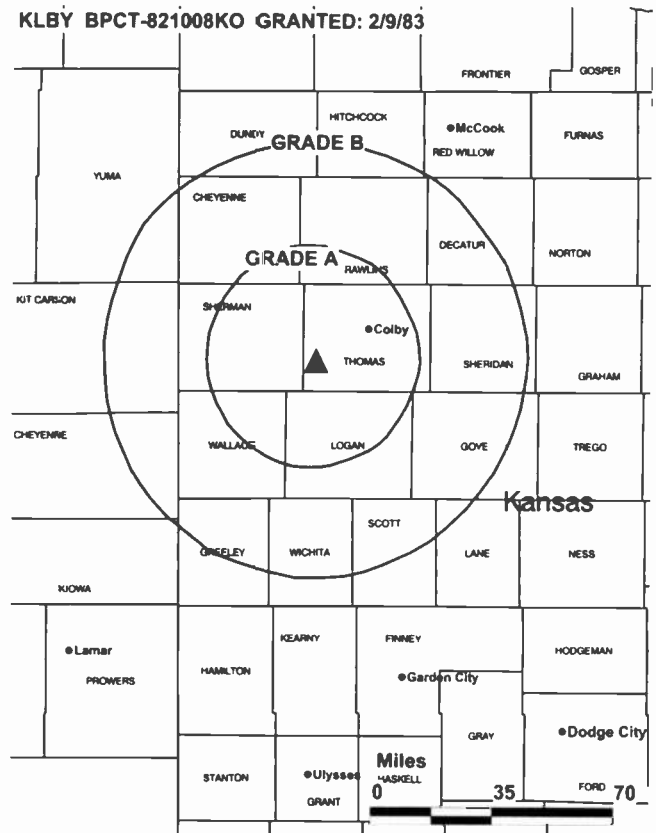 KLBY BPCT-821008KO GRANTED: 2/9/83
FRONTIER
GOSPER
DUNDY
HITCHCOCK
McCook
RED WILLOW
FURNAS
GRADE B
YUMA
CHEYENNE
DECATUR
NORTON
GRADE A
RAWLINS
KIT CARSON
SHERMAN
Colby
THOMAS
SHERIDAN
GRAHAM
CHEYENNE
WALLACE
LOGAN
GOVE
TREGO
Kansas
SCOTT
GREELEY
WICHITA
LANE
NESS
KIOWA
Lamar
PROWERS
KEARNY
FINNEY
HODGEMAN
HAMILTON
Garden City
GRAY
Dodge City
STANTON
Ulysses
GRANT
Miles
HASKELL
FORD
0 35 70